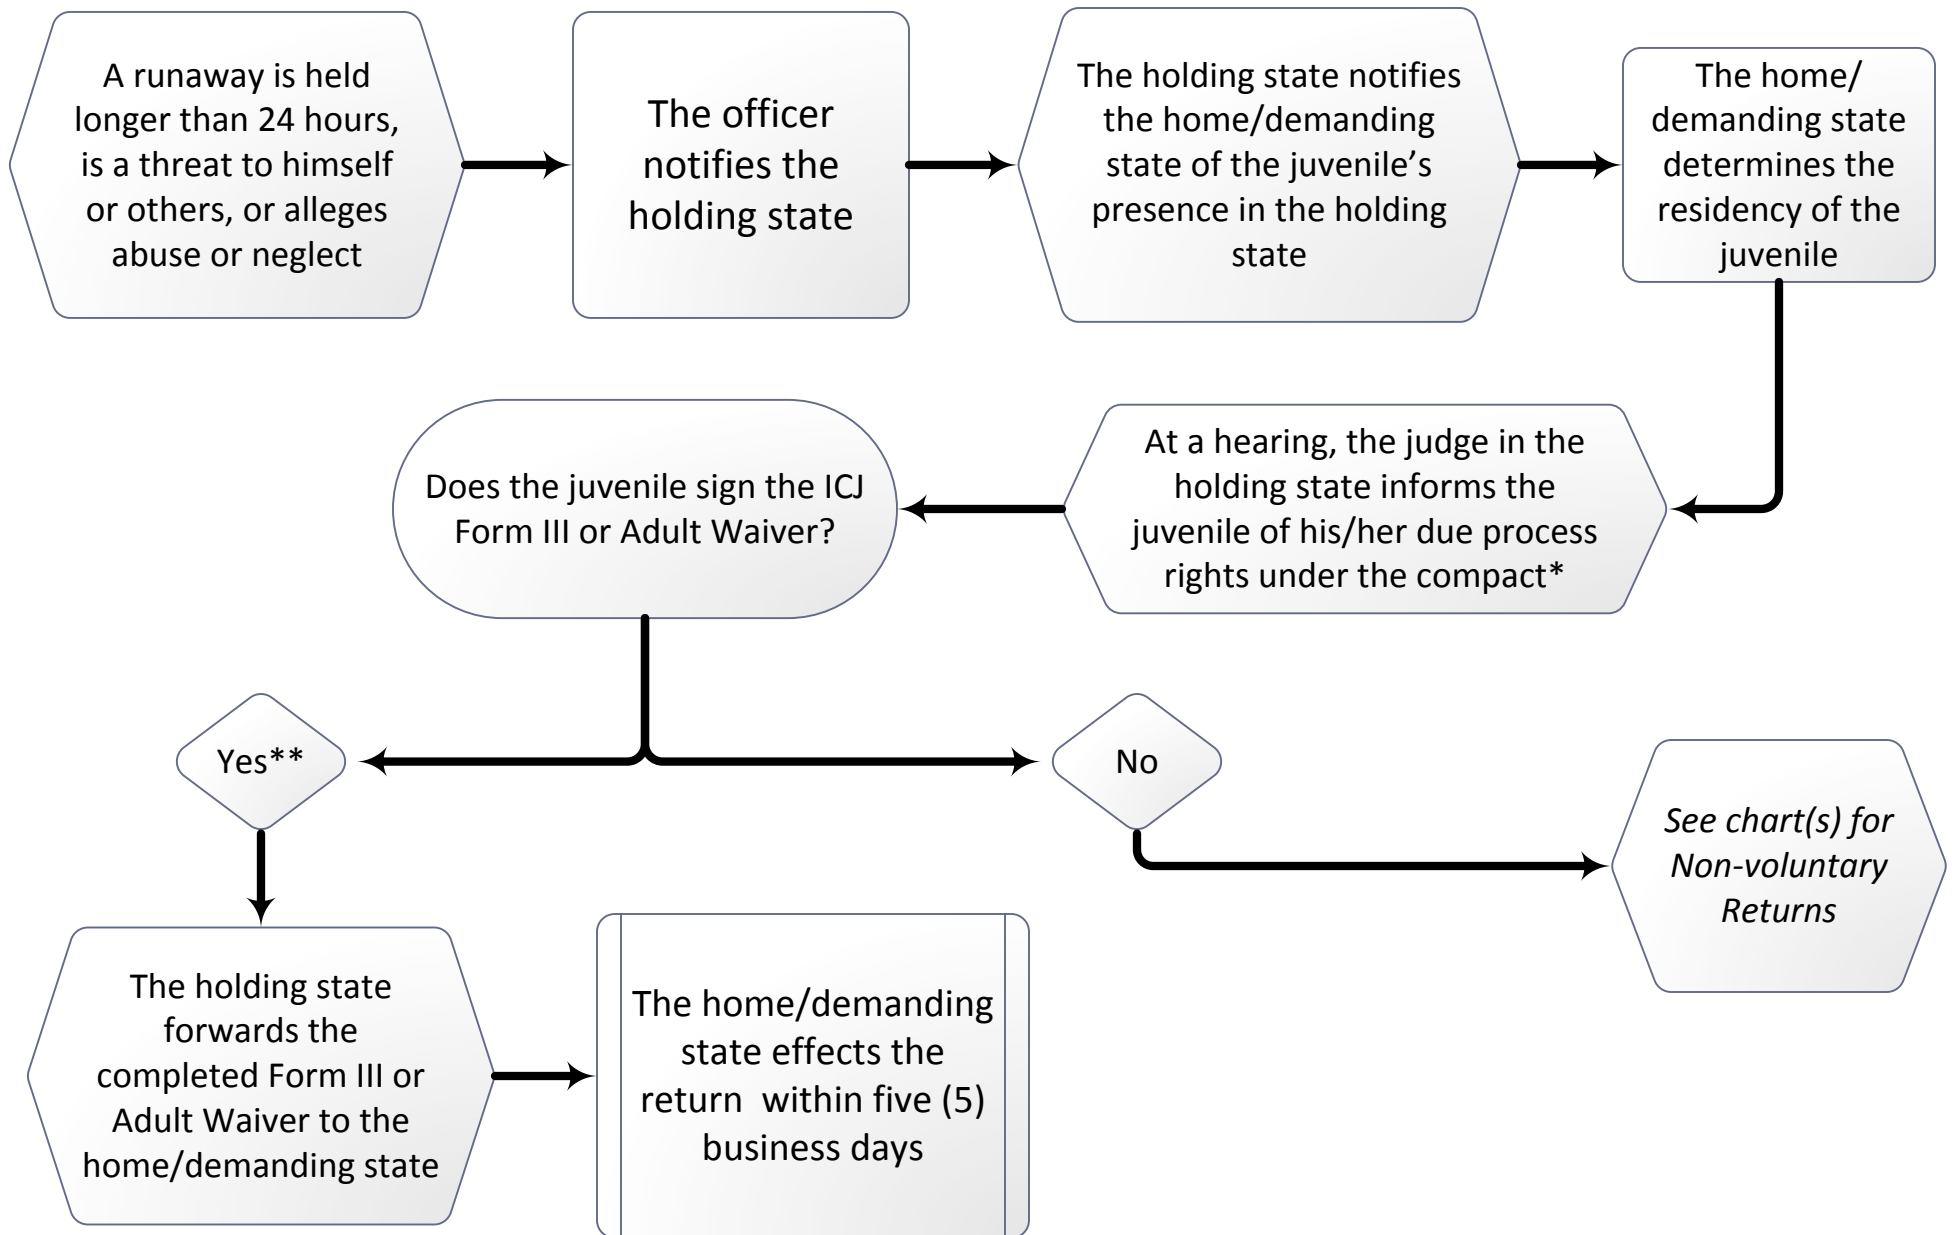 A runaway is held
longer than 24 hours,
is a threat to himself
or others, or alleges
abuse or neglect
The officer
notifies the
holding state
The holding state notifies
the home/demanding
state of the juvenile’s
presence in the holding
state
The home/
demanding state
determines the
residency of the
juvenile
At a hearing, the judge in the
holding state informs the
juvenile of his/her due process
rights under the compact*
Does the juvenile sign the ICJ
Form III or Adult Waiver?
Yes**
No
See chart(s) for
Non-voluntary
Returns
The holding state
forwards the
completed Form III or
Adult Waiver to the
home/demanding state
The home/demanding
state effects the
return within five (5)
business days